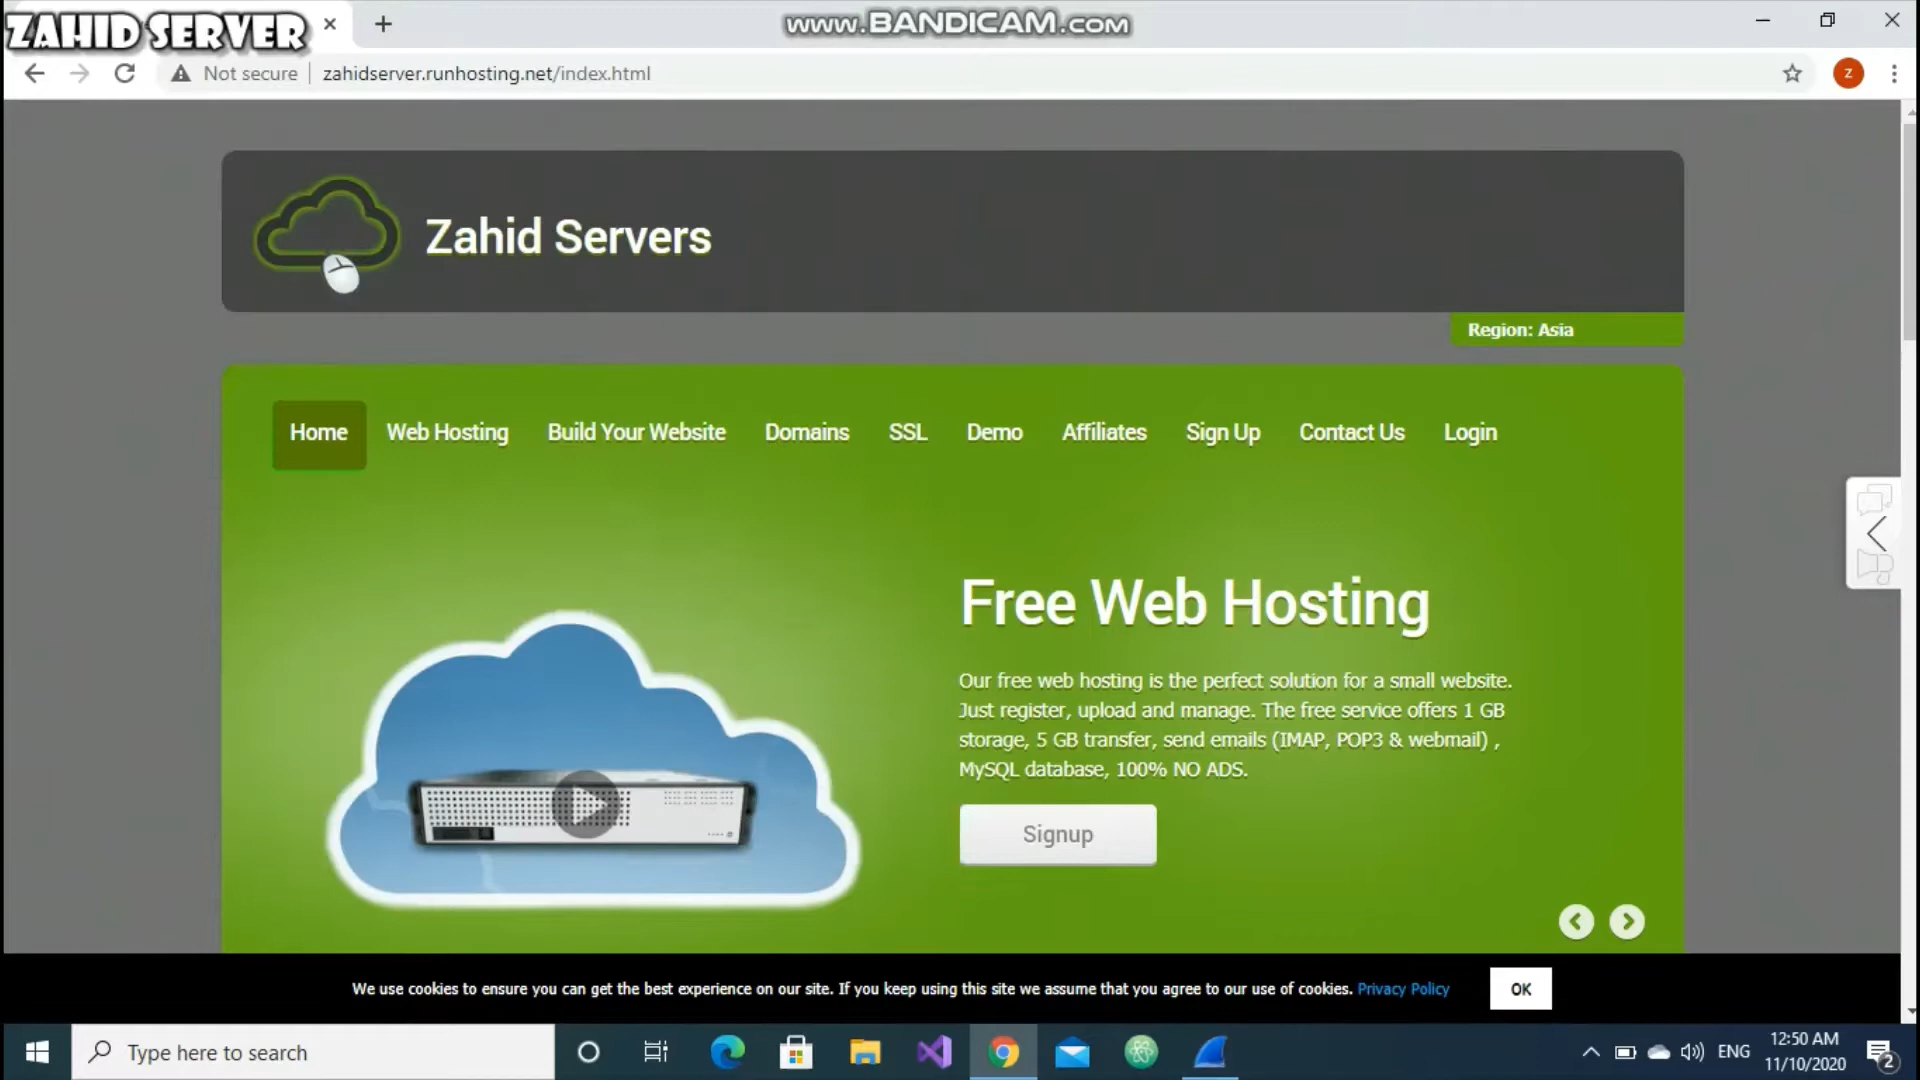 ZAHID SERVER
www.BANDICAM.com
Not secure
zahidserver.runhosting.net/index.html
Z
Zahid Servers
Region: Asia
Home
Web Hosting
Build Your Website
Domains
SSL
Demo
Affiliates
Sign Up
Contact Us
Login
Free Web Hosting
Our free web hosting is the perfect solution for a small website.
Just register, upload and manage. The free service offers 1 GB
storage, 5 GB transfer, send emails (IMAP, POP3 & webmail) ,
MySQL database, 100% NO ADS.
Signup
We use cookies to ensure you can get the best experience on our site. If you keep using this site we assume that you agree to our use of cookies. Privacy Policy
OK
Type here to search
ENG
12:50 AM
11/10/2020
2